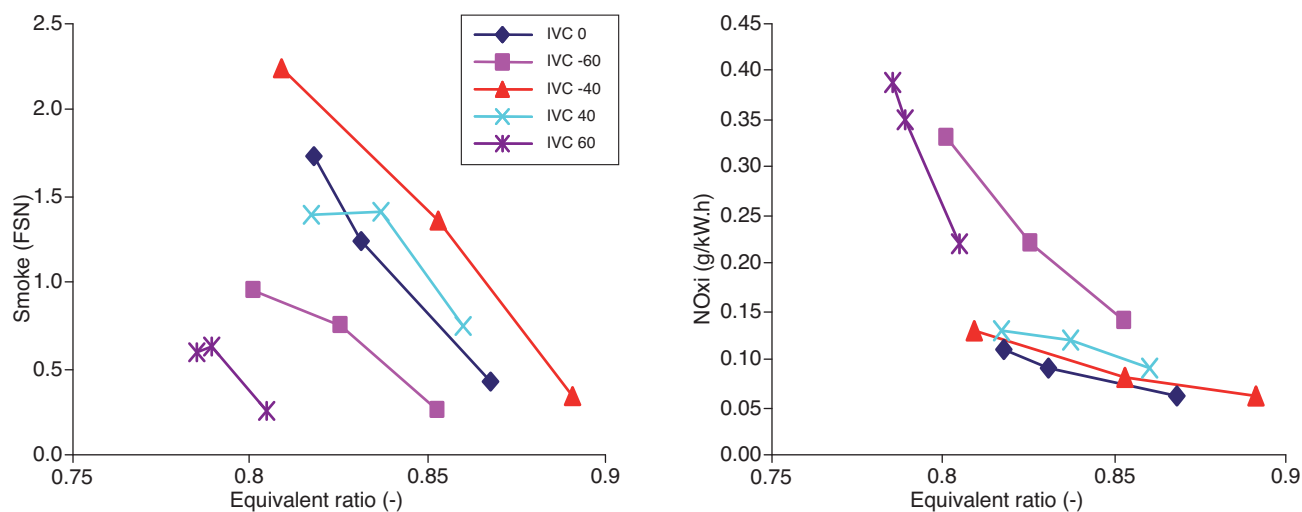 2.5
2.0
1.5
1.0
0.5
0.0
Smoke (FSN)
0.75
0.8
0.85
0.9
Equivalent ratio (-)
IVC 0
IVC -60
IVC -40
IVC 40
IVC 60
0.45
0.40
0.35
0.30
0.25
0.20
0.15
0.10
0.05
0.00
NOxi (g/kW.h)
0.75
0.8
0.85
0.9
Equivalent ratio (-)